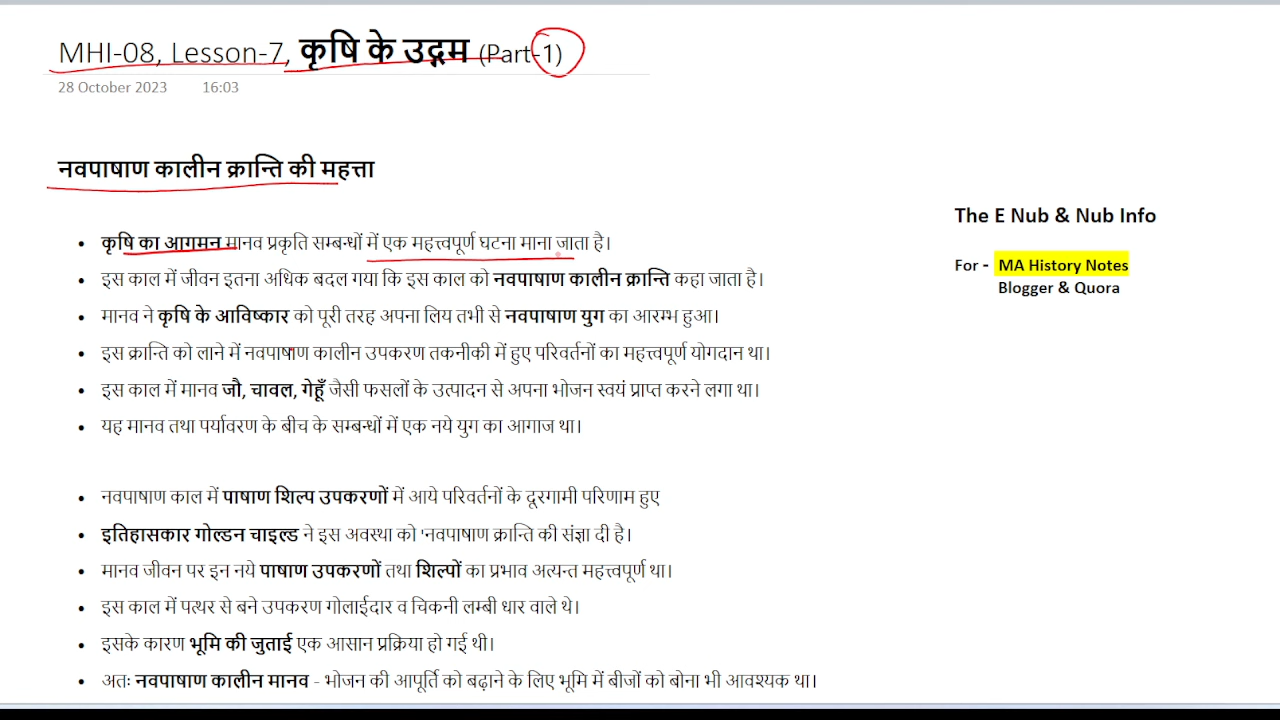 MHI-08, Lesson-7, कृषि के उद्गम (Part-1)
28 October 2023 16:03
नवपाषाण कालीन क्रान्ति की महत्ता
• कृषि का आगमन मानव प्रकृति सम्बन्धों में एक महत्त्वपूर्ण घटना माना जाता है।
• इस काल में जीवन इतना अधिक बदल गया कि इस काल को नवपाषाण कालीन क्रान्ति कहा जाता है।
• मानव ने कृषि के आविष्कार को पूरी तरह अपना लिय तभी से नवपाषाण युग का आरम्भ हुआ।
• इस क्रान्ति को लाने में नवपाषाण कालीन उपकरण तकनीकी में हुए परिवर्तनों का महत्त्वपूर्ण योगदान था।
• इस काल में मानव जौ, चावल, गेहूँ जैसी फसलों के उत्पादन से अपना भोजन स्वयं प्राप्त करने लगा था।
• यह मानव तथा पर्यावरण के बीच के सम्बन्धों में एक नये युग का आगाज था।
• नवपाषाण काल में पाषाण शिल्प उपकरणों में आये परिवर्तनों के दूरगामी परिणाम हुए
• इतिहासकार गोल्डन चाइल्ड ने इस अवस्था को 'नवपाषाण क्रान्ति की संज्ञा दी है।
• मानव जीवन पर इन नये पाषाण उपकरणों तथा शिल्पों का प्रभाव अत्यन्त महत्त्वपूर्ण था।
• इस काल में पत्थर से बने उपकरण गोलाईदार व चिकनी लम्बी धार वाले थे।
• इसके कारण भूमि की जुताई एक आसान प्रक्रिया हो गई थी।
• अतः नवपाषाण कालीन मानव - भोजन की आपूर्ति को बढ़ाने के लिए भूमि में बीजों को बोना भी आवश्यक था।
The E Nub & Nub Info
For - MA History Notes
Blogger & Quora